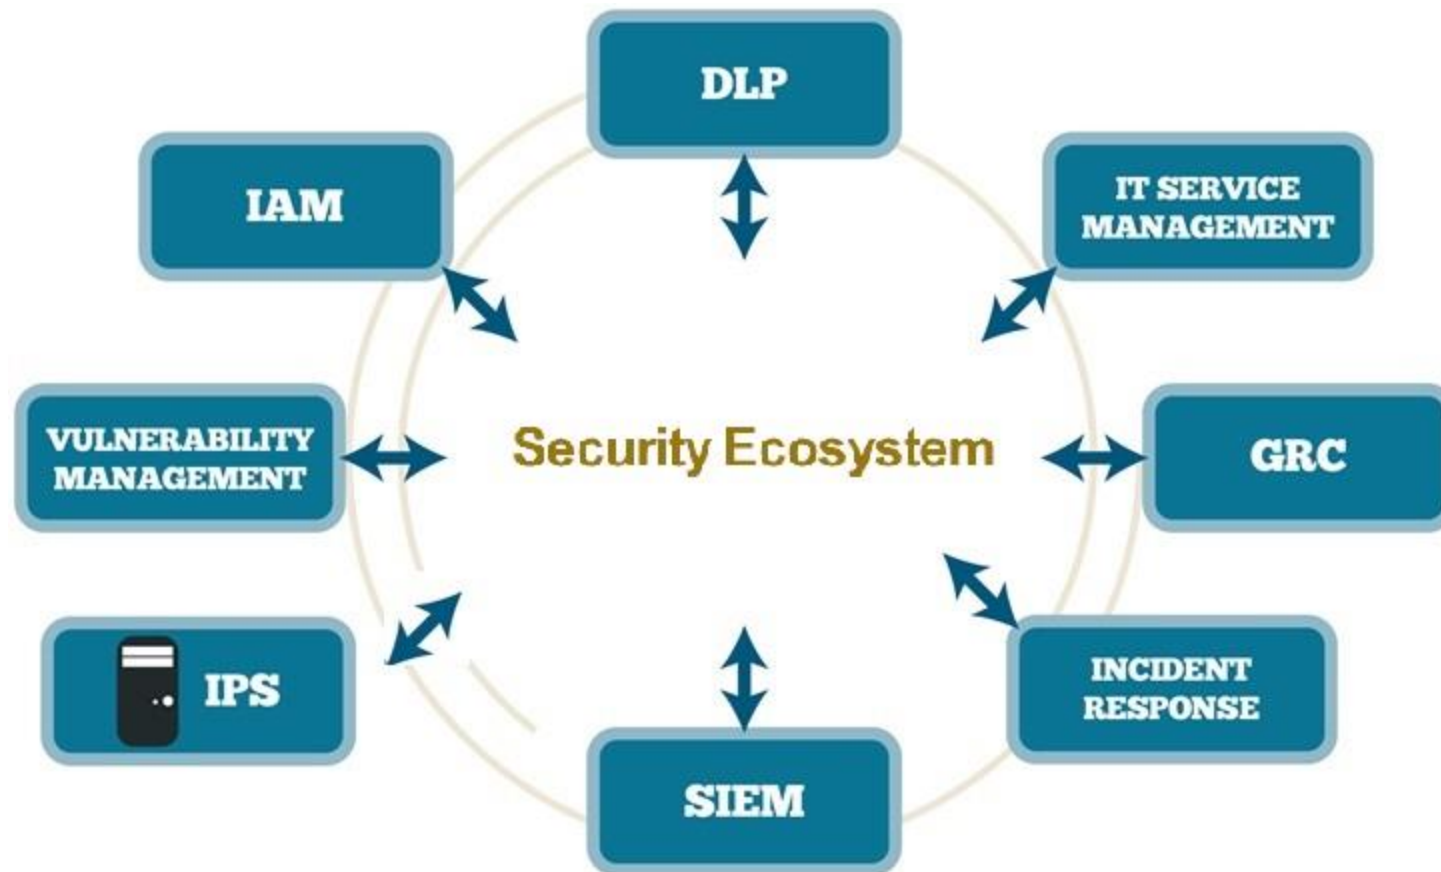 DLP
IAM
IT SERVICE
MANAGEMENT
VULNERABILITY
MANAGEMENT
Security Ecosystem
GRC
IPS
INCIDENT
RESPONSE
SIEM